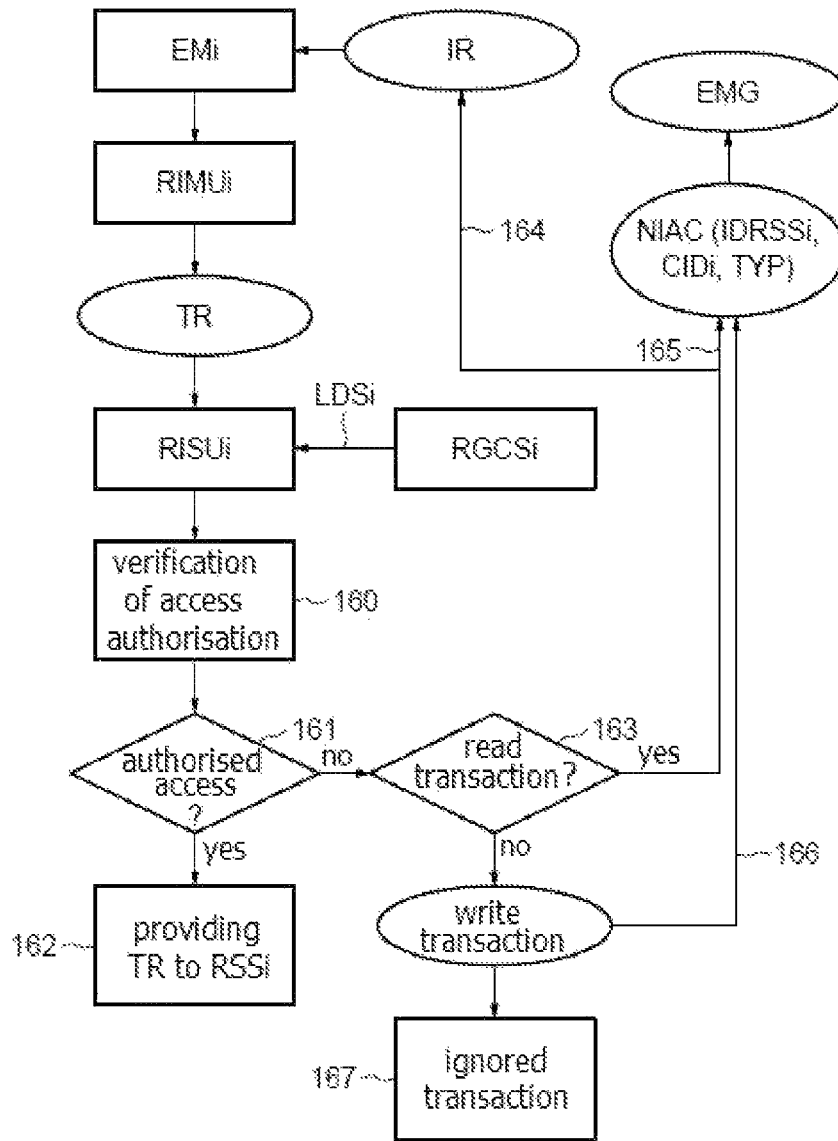 EMi
IR
EMG
RIMUi
164
NIAC (IDRSSi,
CIDi, TYP)
TR
165
LDSi
RISUi
RGCSi
verification
of access
authorisation
160
161
163
authorised
access
?
no
read
transaction?
yes
yes
no
166
162
providing
TR to RSSi
write
transaction
167
ignored
transaction